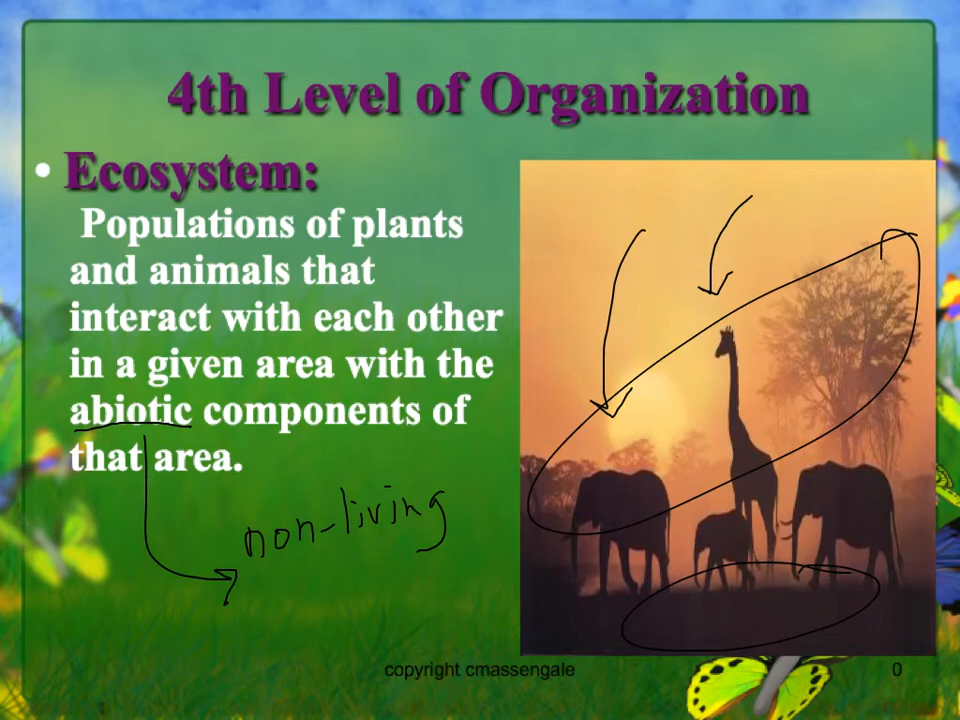 4th Level of Organization
• Ecosystem:
Populations of plants
and animals that
interact with each other
in a given area with the
abiotic components of
that area.
non-living
copyright cmassengale
0